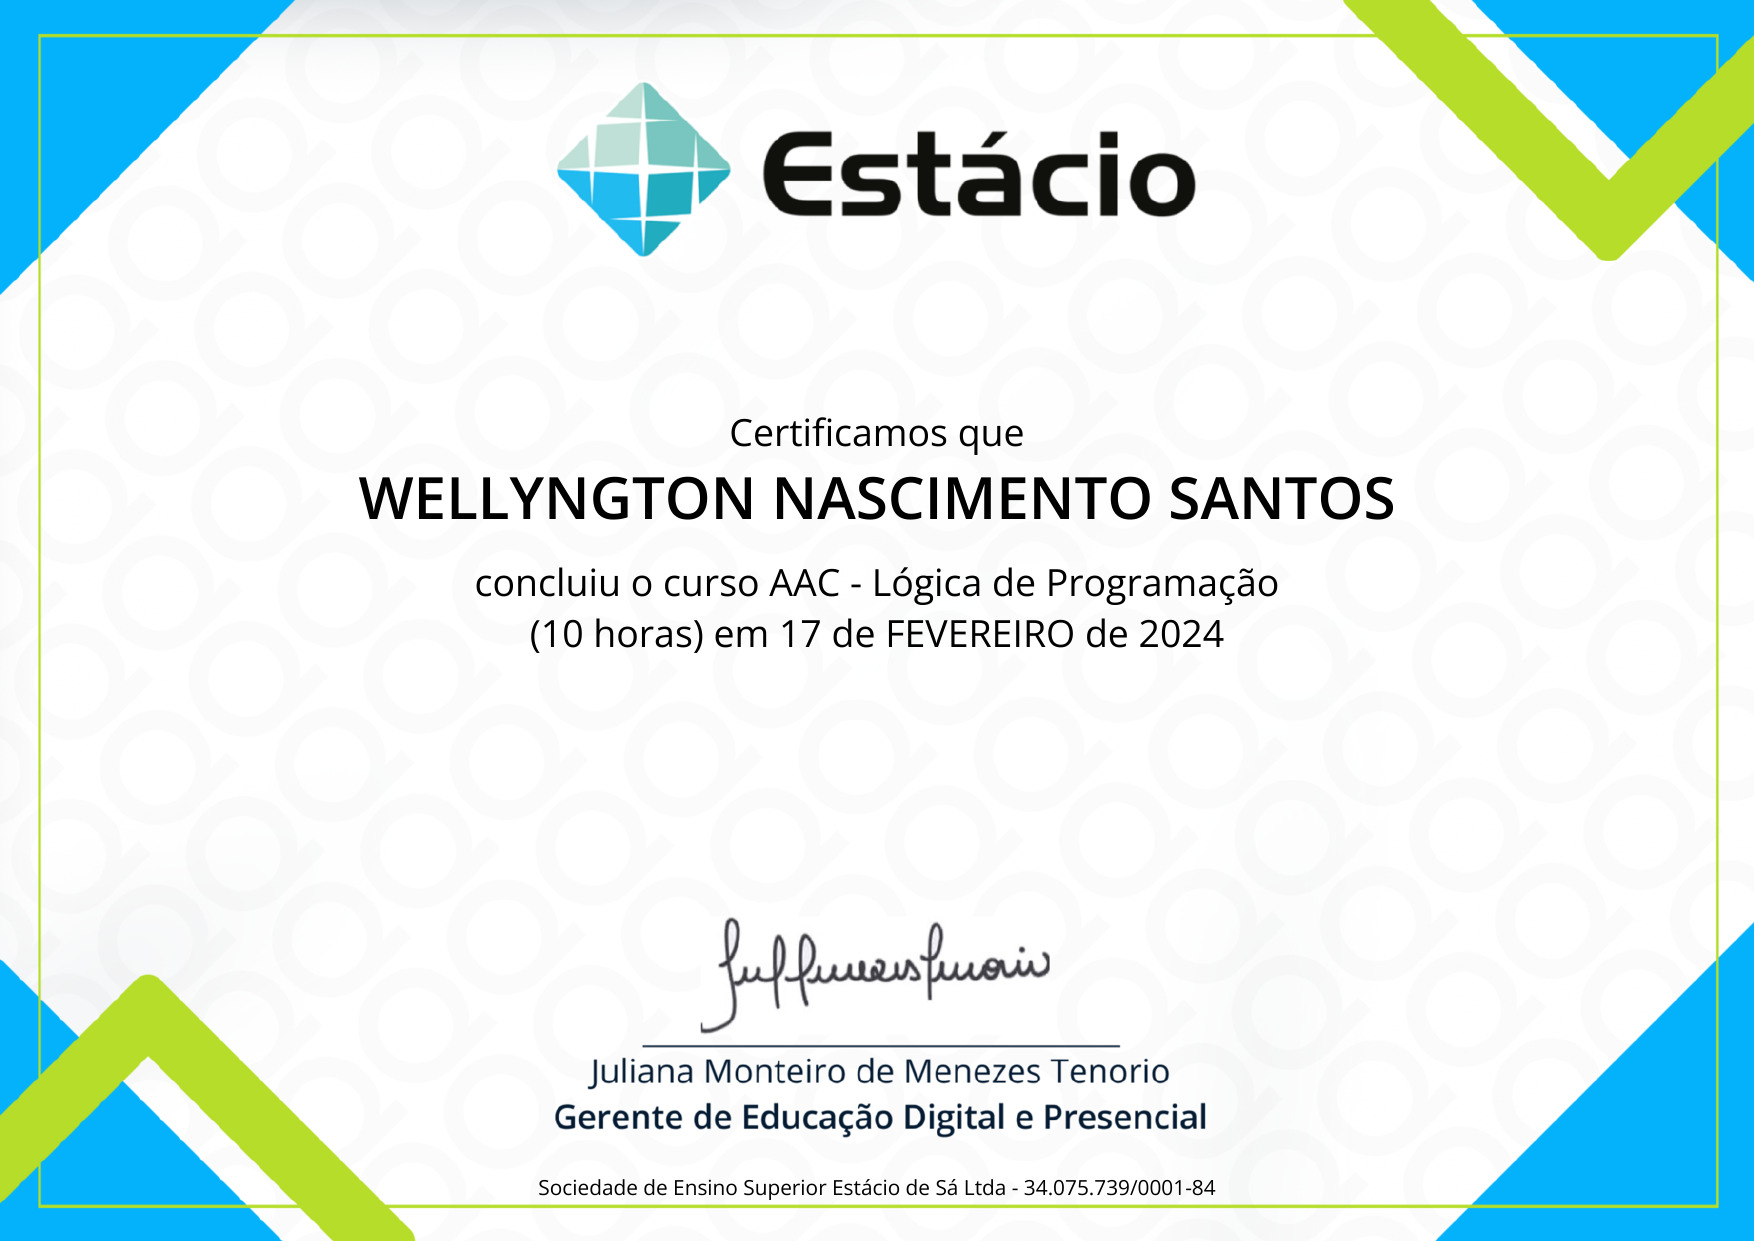 Estácio
Certificamos que
WELLYNGTON NASCIMENTO SANTOS
concluiu o curso AAC - Lógica de Programação
(10 horas) em 17 de FEVEREIRO de 2024
Juliana Monteiro de Menezes Tenorio
Gerente de Educação Digital e Presencial
Sociedade de Ensino Superior Estácio de Sá Ltda - 34.075.739/0001-84